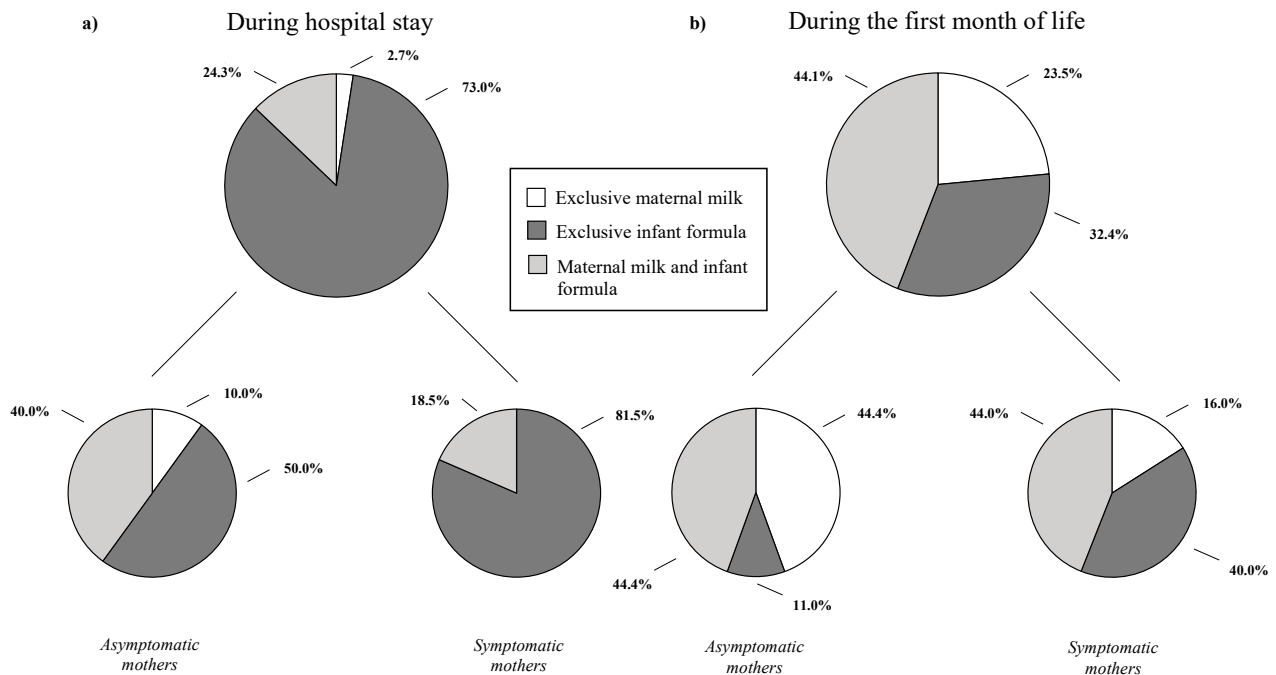 a)
During hospital stay
2.7%
24.3%
73.0%
b)
During the first month of life
44.1%
23.5%
32.4%
Exclusive maternal milk
Exclusive infant formula
Maternal milk and infant
formula
40.0%
10.0%
50.0%
Asymptomatic
mothers
18.5%
81.5%
Symptomatic
mothers
44.4%
44.4%
11.0%
Asymptomatic
mothers
44.0%
16.0%
40.0%
Symptomatic
mothers